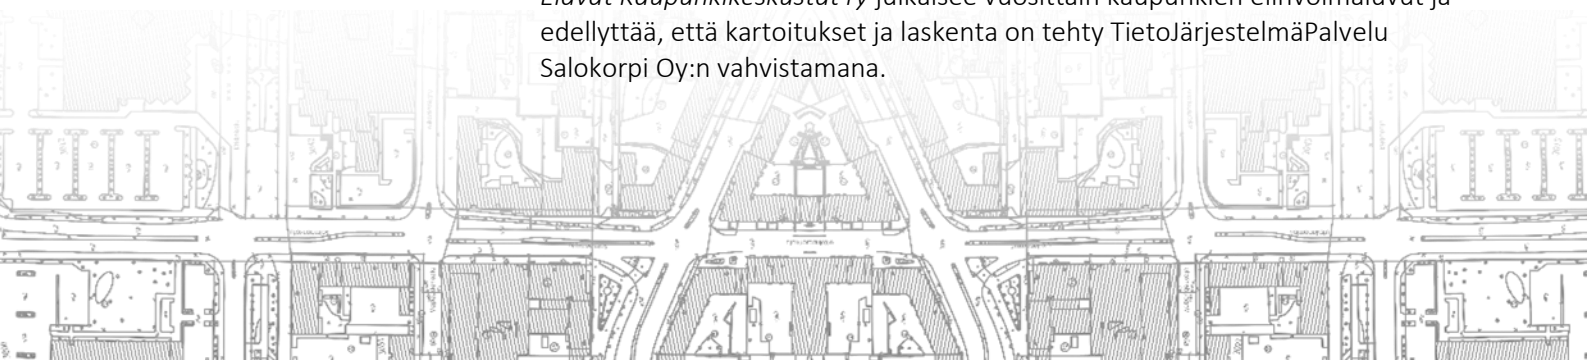 Elävät Kaupunkikeskustat ry julkaisee vuosittain kaupunkien elinvoimaluvut ja
edellyttää, että kartoitukset ja laskenta on tehty TietoJärjestelmäPalvelu
Salokorpi Oy:n vahvistamana.